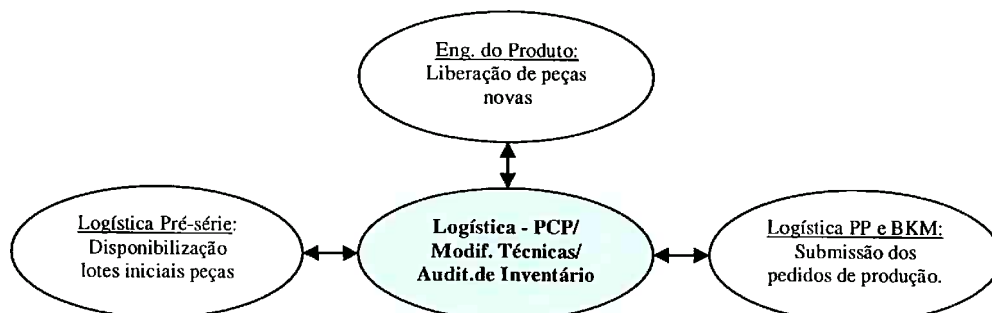 Eng. do Produto:
Liberação de peças
novas
Logística Pré-série:
Disponibilização
lotes iniciais peças
Logística - PCP/
Modif. Técnicas/
Audit.de Inventário
Logística PP e BKM:
Submissão dos
pedidos de produção.